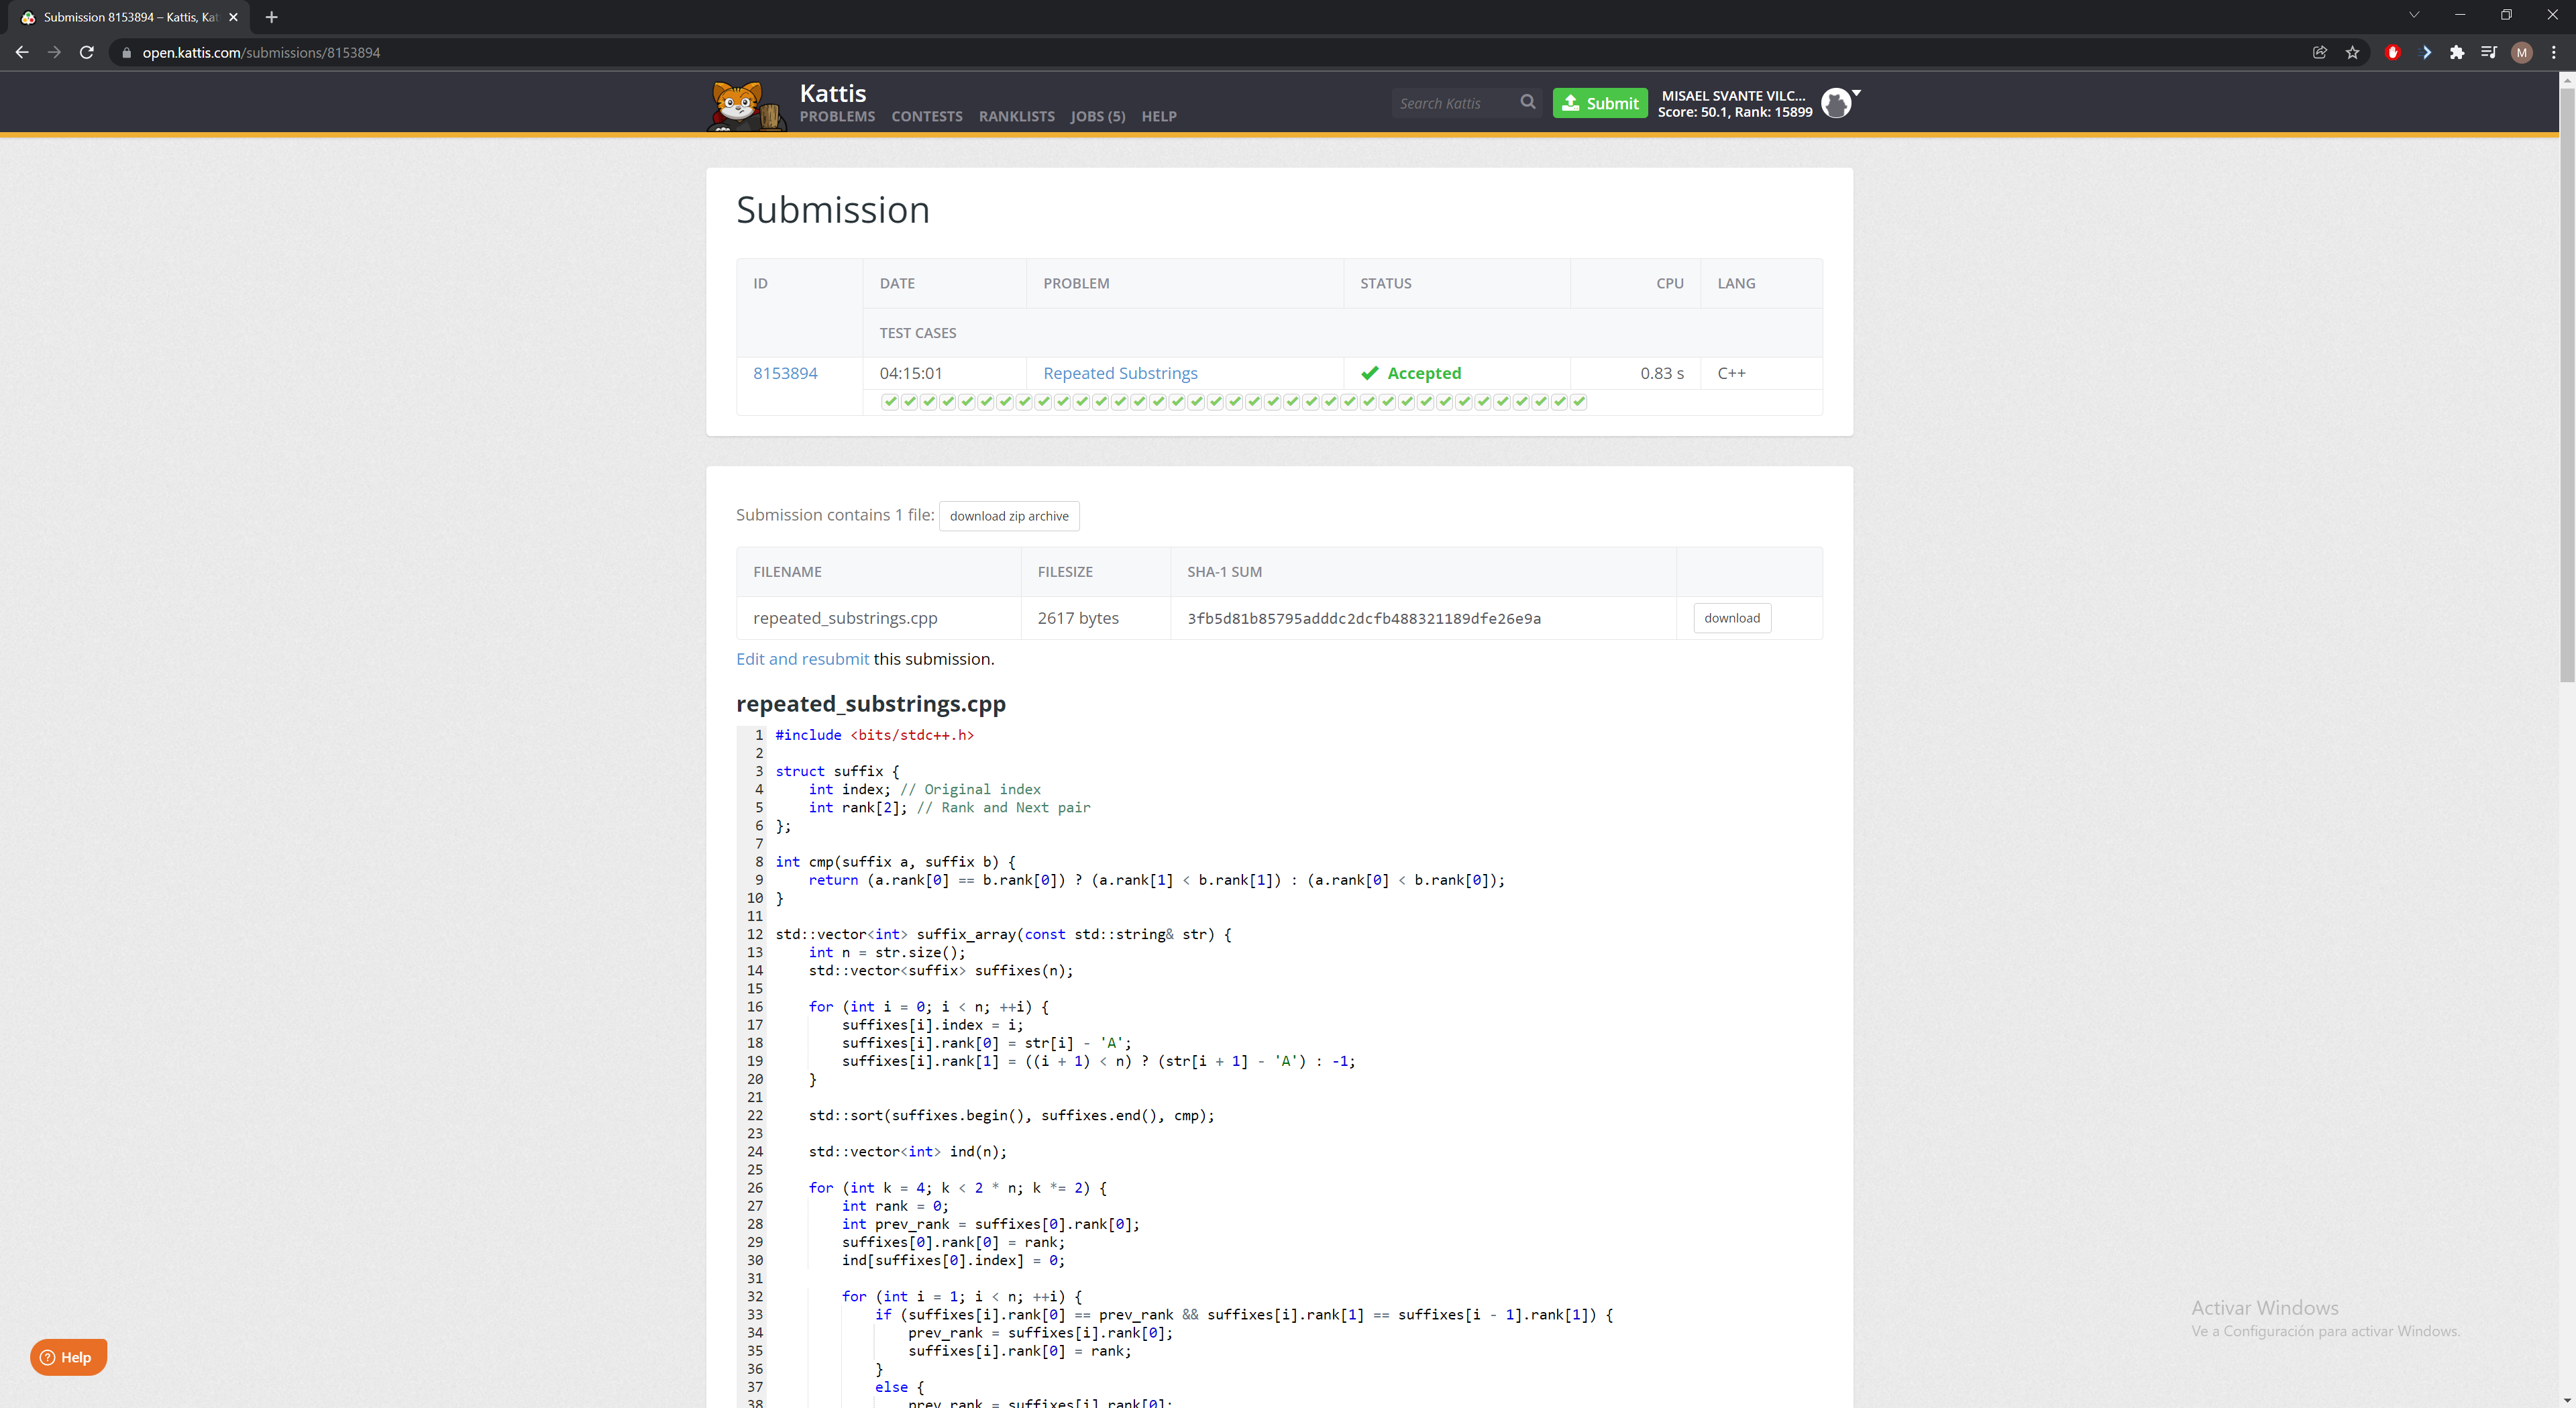 Submission 8153894 – Kattis, Kat
open.kattis.com/submissions/8153894
M
Kattis
PROBLEMS CONTESTS RANKLISTS JOBS (5) HELP
Search Kattis
Submit
MISAEL SVANTE VILC...
Score: 50.1, Rank: 15899
Submission
ID DATE PROBLEM STATUS CPU LANG
TEST CASES
8153894 04:15:01 Repeated Substrings Accepted 0.83 s C++
Submission contains 1 file: download zip archive
FILENAME FILESIZE SHA-1 SUM
repeated_substrings.cpp 2617 bytes 3fb5d81b85795adddc2dcfb488321189dfe26e9a download
Edit and resubmit this submission.
repeated_substrings.cpp
1 #include <bits/stdc++.h>
2
3 struct suffix {
4     int index; // Original index
5     int rank[2]; // Rank and Next pair
6 };
7
8 int cmp(suffix a, suffix b) {
9     return (a.rank[0] == b.rank[0]) ? (a.rank[1] < b.rank[1]) : (a.rank[0] < b.rank[0]);
10 }
11
12 std::vector<int> suffix_array(const std::string& str) {
13     int n = str.size();
14     std::vector<suffix> suffixes(n);
15
16     for (int i = 0; i < n; ++i) {
17         suffixes[i].index = i;
18         suffixes[i].rank[0] = str[i] - 'A';
19         suffixes[i].rank[1] = ((i + 1) < n) ? (str[i + 1] - 'A') : -1;
20     }
21
22     std::sort(suffixes.begin(), suffixes.end(), cmp);
23
24     std::vector<int> ind(n);
25
26     for (int k = 4; k < 2 * n; k *= 2) {
27         int rank = 0;
28         int prev_rank = suffixes[0].rank[0];
29         suffixes[0].rank[0] = rank;
30         ind[suffixes[0].index] = 0;
31
32         for (int i = 1; i < n; ++i) {
33             if (suffixes[i].rank[0] == prev_rank && suffixes[i].rank[1] == suffixes[i - 1].rank[1]) {
34                 prev_rank = suffixes[i].rank[0];
35                 suffixes[i].rank[0] = rank;
36             }
37             else {
38                 prev_rank = suffixes[i].rank[0];
Activar Windows
Ve a Configuración para activar Windows.
Help